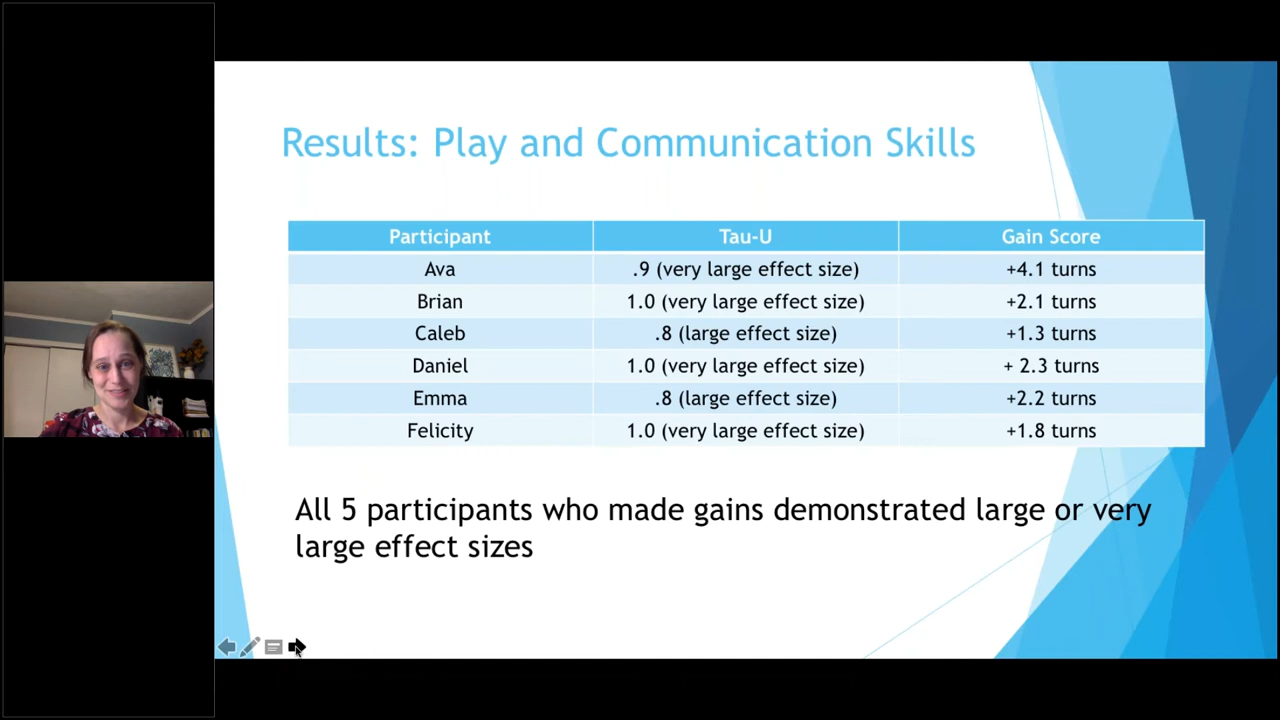 Results: Play and Communication Skills
Participant Tau-U Gain Score
Ava .9 (very large effect size) +4.1 turns
Brian 1.0 (very large effect size) +2.1 turns
Caleb .8 (large effect size) +1.3 turns
Daniel 1.0 (very large effect size) + 2.3 turns
Emma .8 (large effect size) +2.2 turns
Felicity 1.0 (very large effect size) +1.8 turns
All 5 participants who made gains demonstrated large or very
large effect sizes